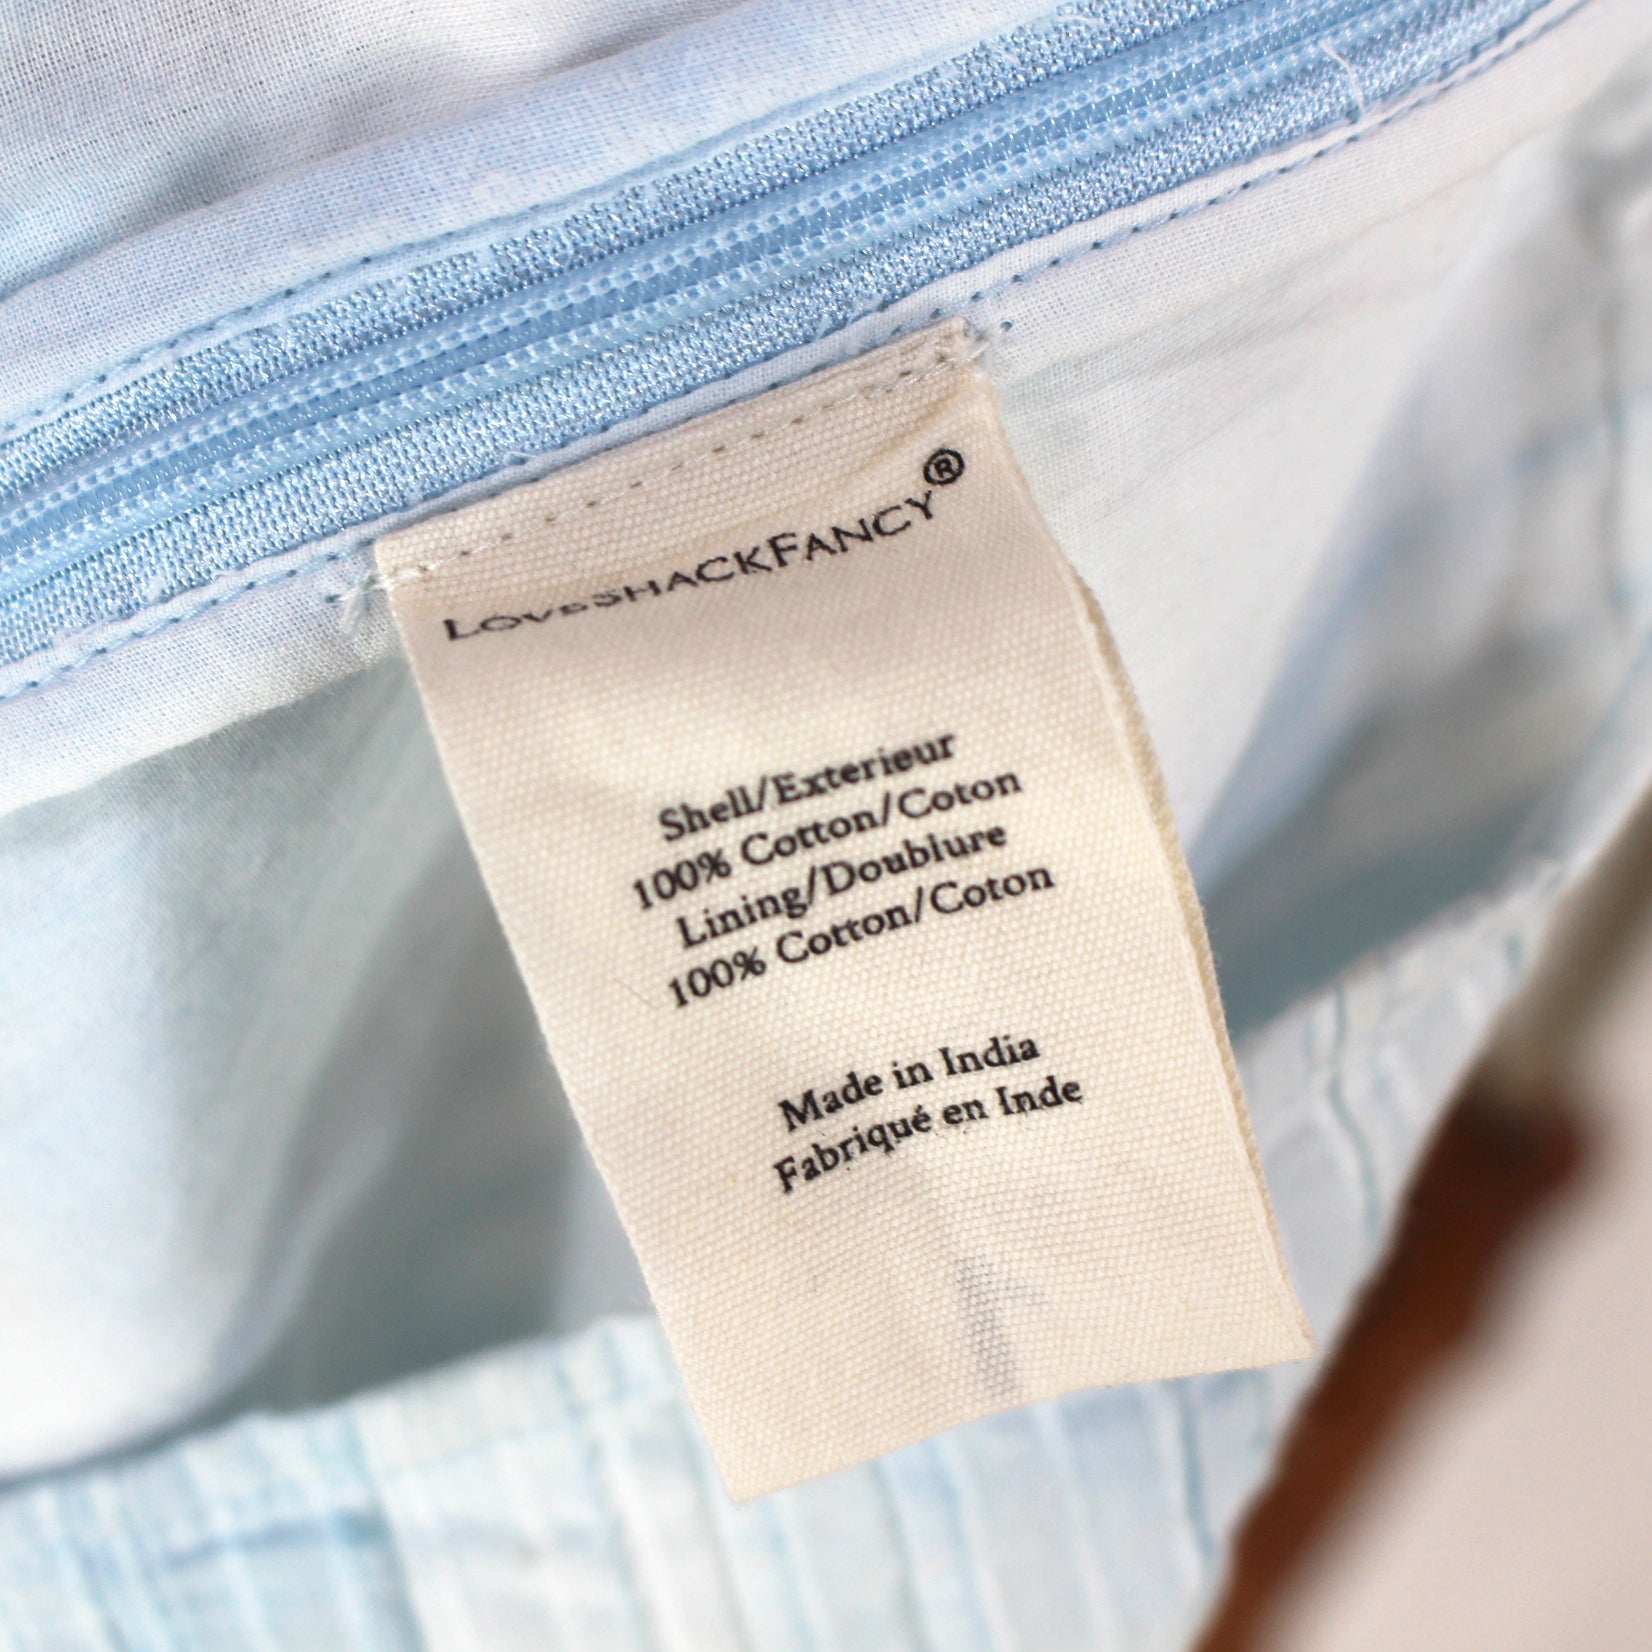 LOVESHACKFANCY®
Shell/Exterieur
100% Cotton/Coton
Lining/Doublure
100% Cotton/Coton
Made in India
Fabriqué en Inde